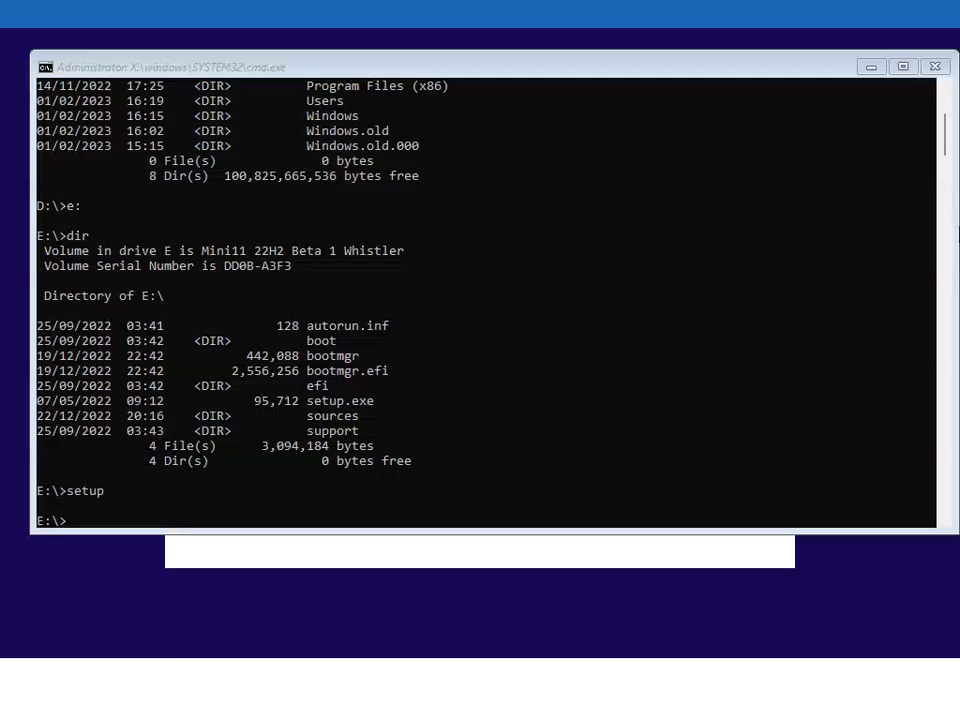 Administrator: X:\windows\SYSTEM32\cmd.exe
14/11/2022  17:25    <DIR>          Program Files (x86)
01/02/2023  16:19    <DIR>          Users
01/02/2023  16:15    <DIR>          Windows
01/02/2023  16:02    <DIR>          Windows.old
01/02/2023  15:15    <DIR>          Windows.old.000
0 File(s)              0 bytes
8 Dir(s)  100,825,665,536 bytes free
D:\>e:
E:\>dir
Volume in drive E is Mini11 22H2 Beta 1 Whistler
Volume Serial Number is DD0B-A3F3
Directory of E:\
25/09/2022  03:41               128 autorun.inf
25/09/2022  03:42    <DIR>          boot
19/12/2022  22:42           442,088 bootmgr
19/12/2022  22:42         2,556,256 bootmgr.efi
25/09/2022  03:42    <DIR>          efi
07/05/2022  09:12            95,712 setup.exe
22/12/2022  20:16    <DIR>          sources
25/09/2022  03:43    <DIR>          support
4 File(s)      3,094,184 bytes
4 Dir(s)               0 bytes free
E:\>setup
E:\>